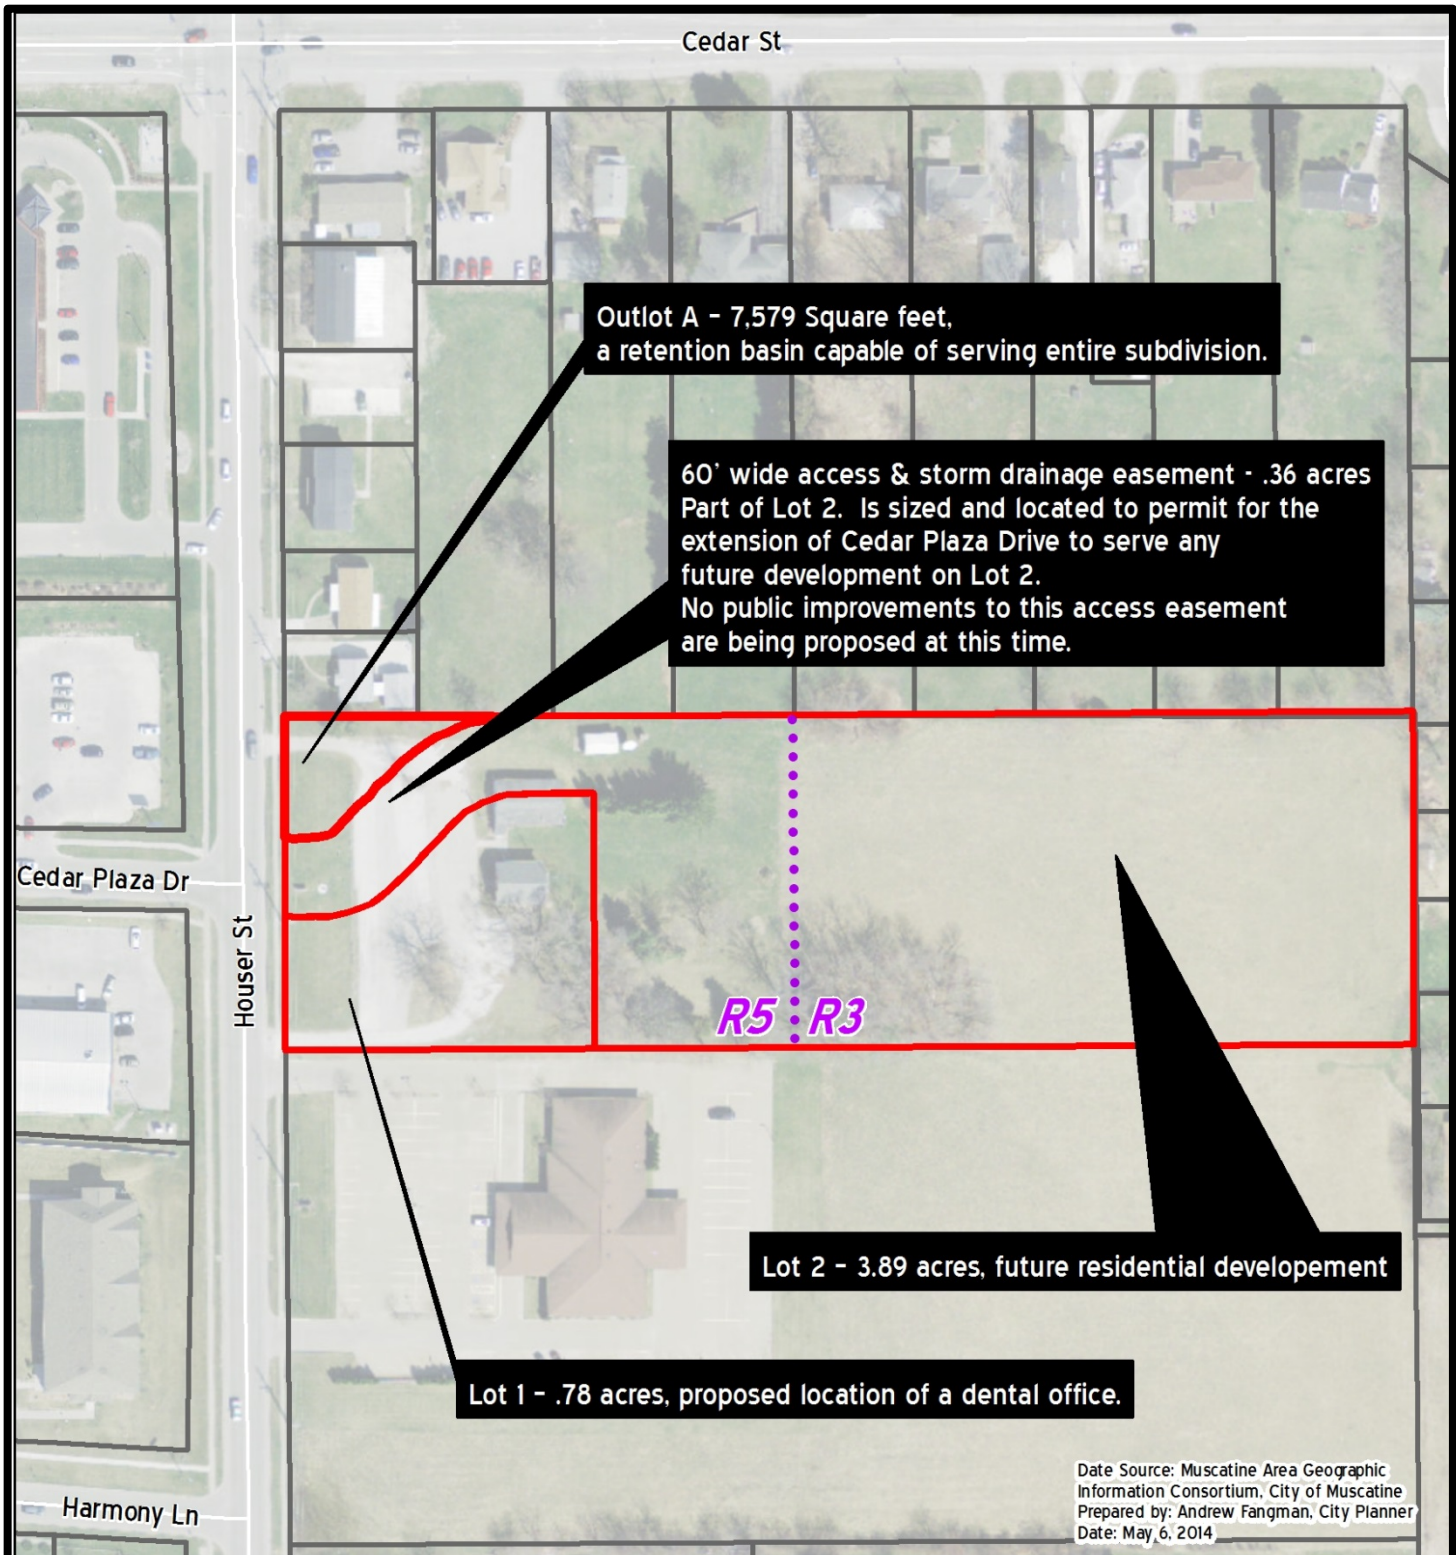 Cedar St
Outlot A - 7,579 Square feet,
a retention basin capable of serving entire subdivision.
60' wide access & storm drainage easement - .36 acres
Part of Lot 2.  Is sized and located to permit for the
extension of Cedar Plaza Drive to serve any
future development on Lot 2.
No public improvements to this access easement
are being proposed at this time.
Cedar Plaza Dr
Houser St
R5
R3
Lot 2 - 3.89 acres, future residential developement
Lot 1 - .78 acres, proposed location of a dental office.
Harmony Ln
Date Source: Muscatine Area Geographic
Information Consortium, City of Muscatine
Prepared by: Andrew Fangman, City Planner
Date: May 6, 2014